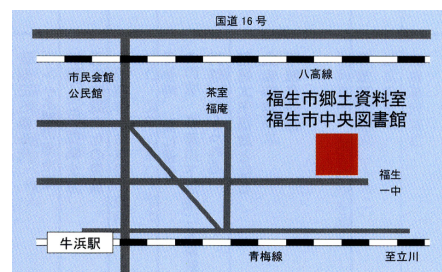 国道16号
八高線
市民会館
公民館
茶室
福庵
福生市郷土資料室
福生市中央図書館
福生
一中
牛浜駅
青梅線
至立川